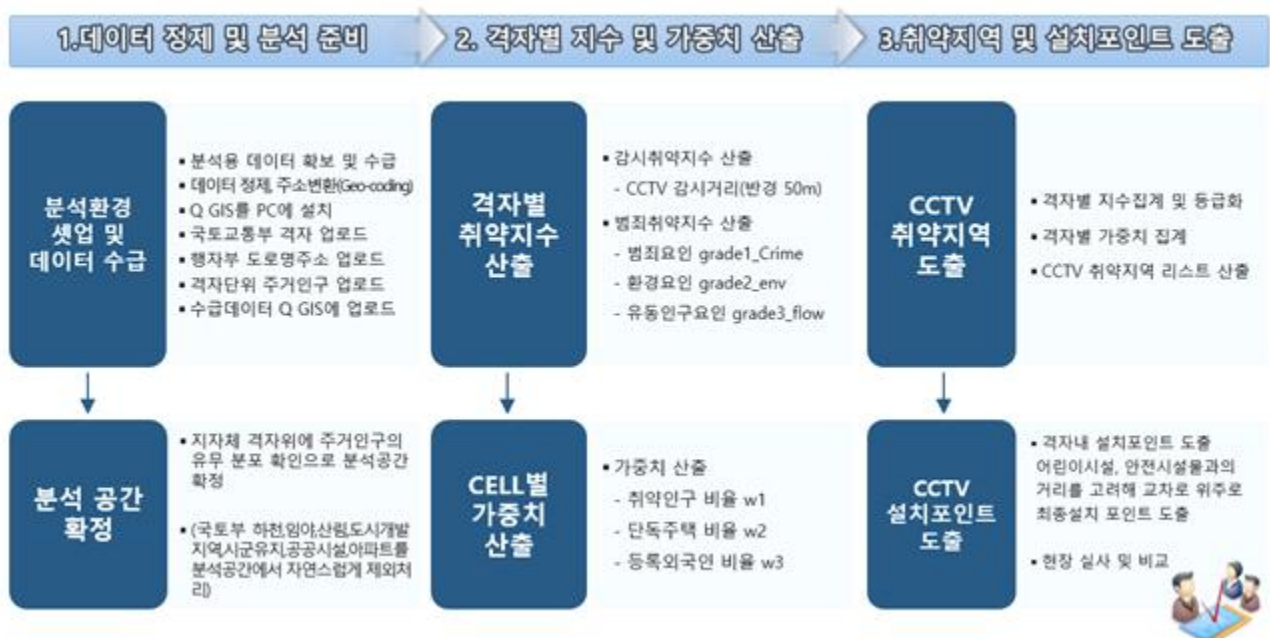 1.데이터 정제 및 분석 준비
2. 격자별 지수 및 가중치 산출
3.취약지역 및 설치포인트 도출
분석환경
셋업 및
데이터 수급
▪ 분석용 데이터 확보 및 수급
▪ 데이터 정제, 주소변환(Geo-coding)
▪ Q GIS를 PC에 설치
▪ 국토교통부 격자 업로드
▪ 행자부 도로명주소 업로드
▪ 격자단위 주거인구 업로드
▪ 수급데이터 Q GIS에 업로드
분석 공간
확정
▪ 지자체 격자위에 주거인구의
유무 분포 확인으로 분석공간
확정
▪ (국토부 하천,임야,산림,도시개발
지역,시군유지,공공시설,아파트를
분석공간에서 자연스럽게 제외처
리)
격자별
취약지수
산출
▪ 감시취약지수 산출
- CCTV 감시거리(반경 50m)
▪ 범죄취약지수 산출
- 범죄요인 grade1_Crime
- 환경요인 grade2_env
- 유동인구요인 grade3_flow
CELL별
가중치
산출
▪ 가중치 산출
- 취약인구 비율 w1
- 단독주택 비율 w2
- 등록외국인 비율 w3
CCTV
취약지역
도출
▪ 격자별 지수집계 및 등급화
▪ 격자별 가중치 집계
▪ CCTV 취약지역 리스트 산출
CCTV
설치포인트
도출
▪ 격자내 설치포인트 도출
어린이시설, 안전시설물과의
거리를 고려해 교차로 위주로
최종설치 포인트 도출
▪ 현장 실사 및 비교